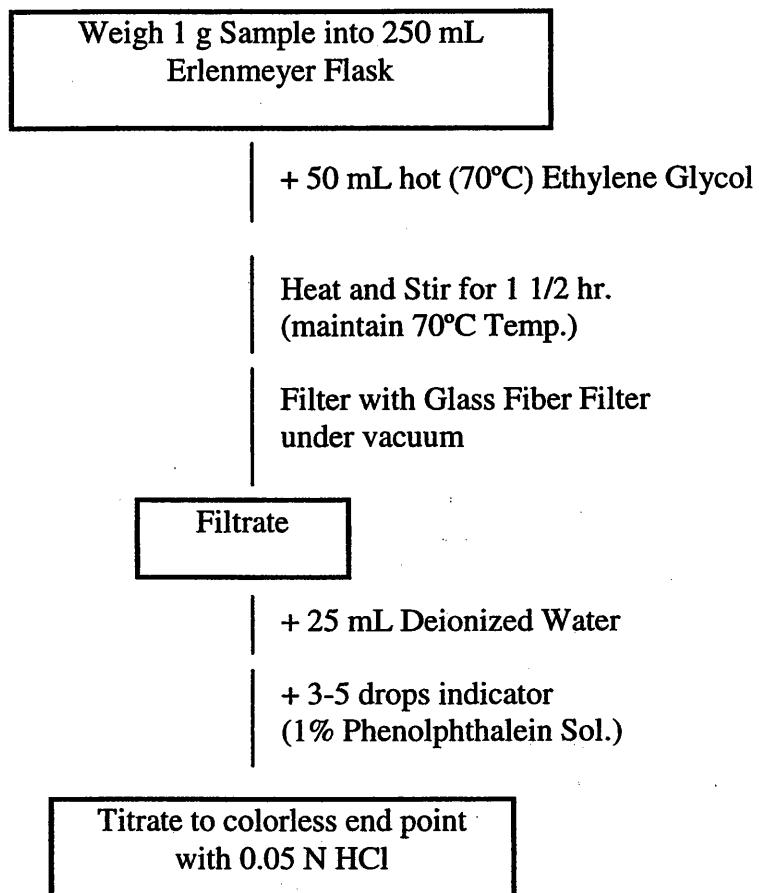 Weigh 1 g Sample into 250 mL
Erlenmeyer Flask
+ 50 mL hot (70ºC) Ethylene Glycol
Heat and Stir for 1 1/2 hr.
(maintain 70ºC Temp.)
Filter with Glass Fiber Filter
under vacuum
Filtrate
+ 25 mL Deionized Water
+ 3-5 drops indicator
(1% Phenolphthalein Sol.)
Titrate to colorless end point
with 0.05 N HCl